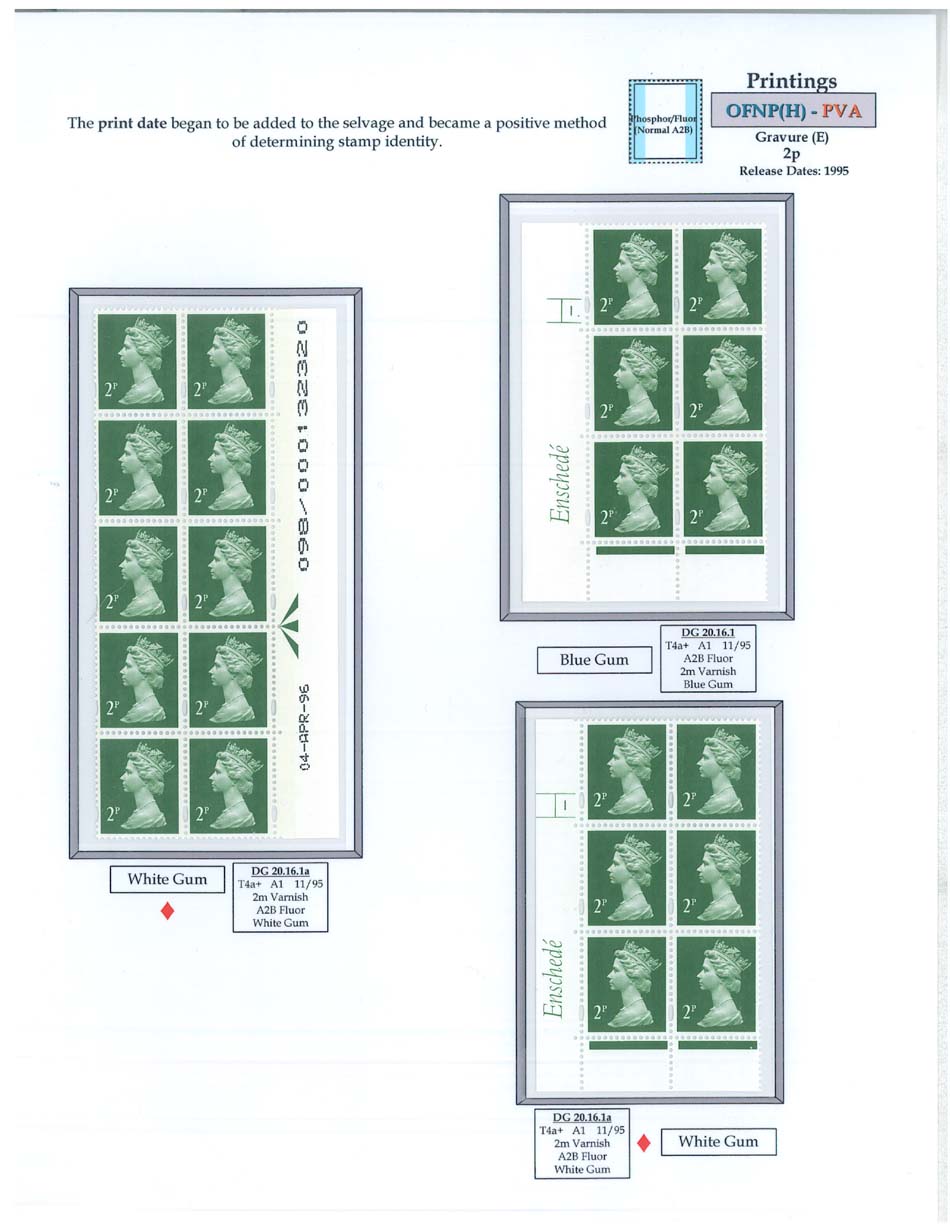 Printings
OFNP(H) - PVA
Gravure (E)
2p
Release Dates: 1995
Phosphor/Fluor
(Normal A2B)
The print date began to be added to the selvage and became a positive method
of determining stamp identity.
2P 2P
2P 2P
2P 2P
2P 2P
2P 2P
098/000132320
04-APR-96
White Gum
DG 20.16.1a
T4a+ A1 11/95
2m Varnish
A2B Fluor
White Gum
2P 2P
2P 2P
2P 2P
1
Enschedé
Blue Gum
DG 20.16.1
T4a+ A1 11/95
A2B Fluor
2m Varnish
Blue Gum
2P 2P
2P 2P
2P 2P
1
Enschedé
DG 20.16.1a
T4a+ A1 11/95
2m Varnish
A2B Fluor
White Gum
White Gum